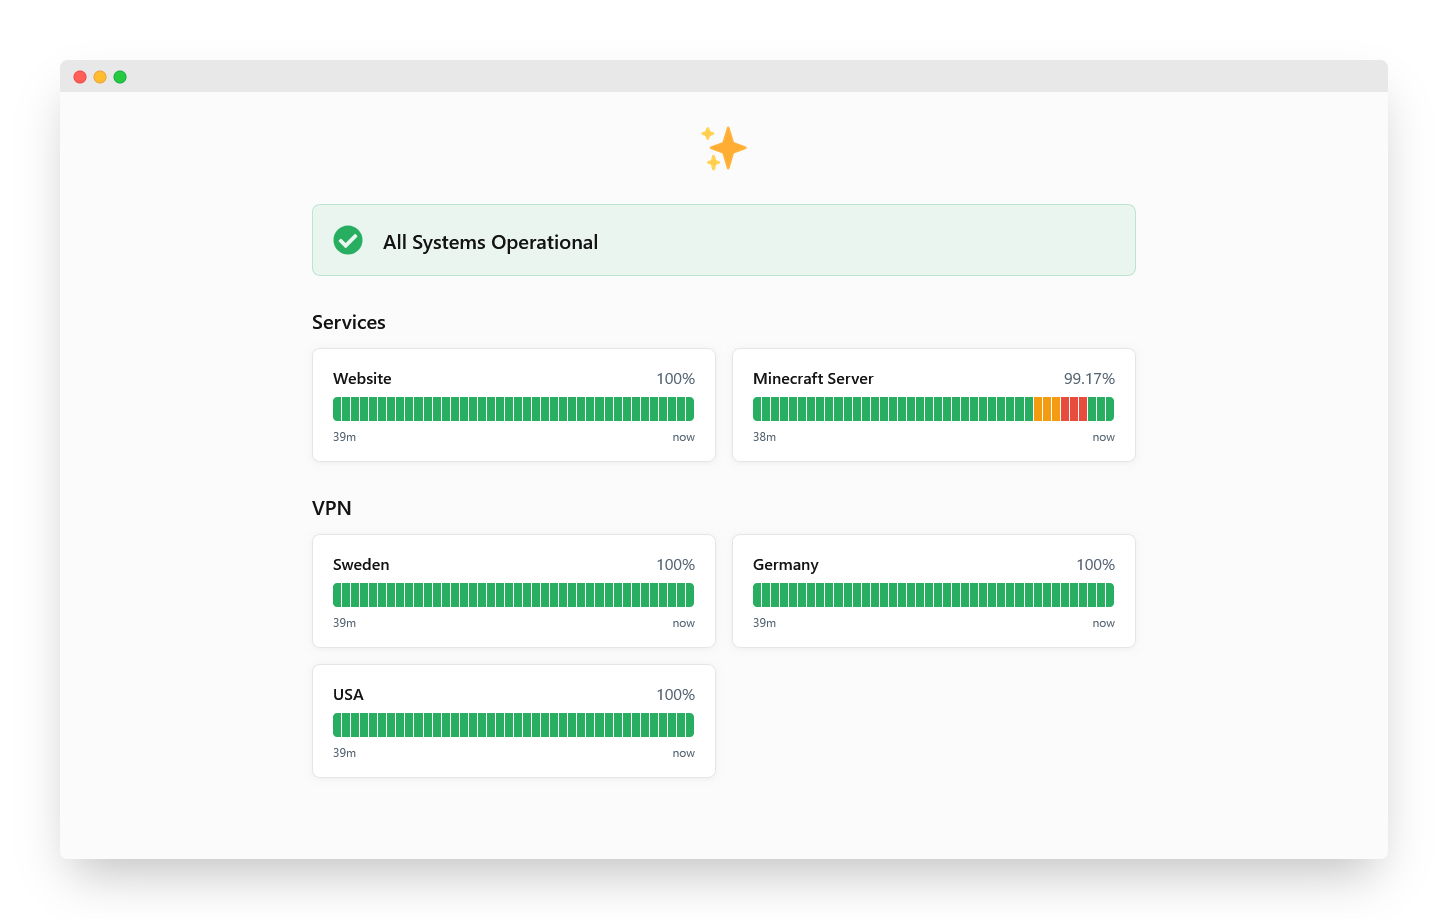 All Systems Operational
Services
Website 100%
39m now
Minecraft Server 99.17%
38m now
VPN
Sweden 100%
39m now
Germany 100%
39m now
USA 100%
39m now